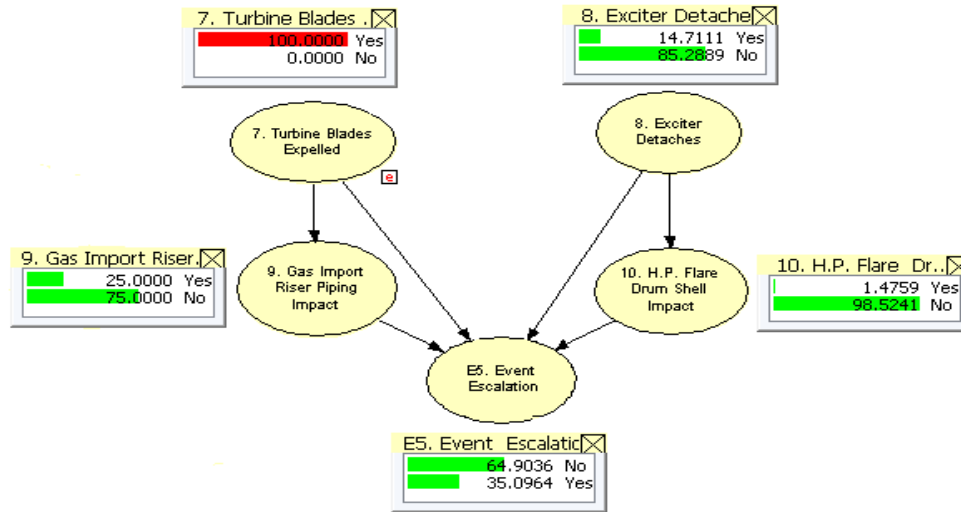 7. Turbine Blades .
100.0000 Yes
0.0000 No
8. Exciter Detache
14.7111 Yes
85.2889 No
7. Turbine Blades
Expelled
e
8. Exciter
Detaches
9. Gas Import Riser.
25.0000 Yes
75.0000 No
9. Gas Import
Riser Piping
Impact
10. H.P. Flare
Drum Shell
Impact
10. H.P. Flare Dr..
1.4759 Yes
98.5241 No
E5. Event
Escalation
E5. Event Escalatic
64.9036 No
35.0964 Yes